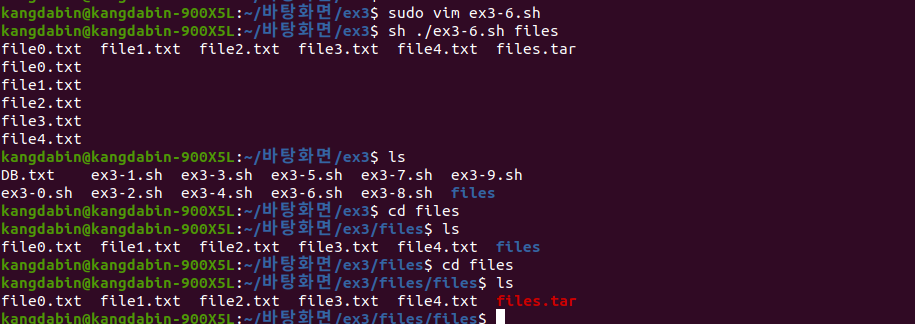 kangdabin@kangdabin-900X5L:~/바탕화면/ex3$ sudo vim ex3-6.sh
kangdabin@kangdabin-900X5L:~/바탕화면/ex3$ sh ./ex3-6.sh files
file0.txt  file1.txt  file2.txt  file3.txt  file4.txt  files.tar
file0.txt
file1.txt
file2.txt
file3.txt
file4.txt
kangdabin@kangdabin-900X5L:~/바탕화면/ex3$ ls
DB.txt    ex3-1.sh  ex3-3.sh  ex3-5.sh  ex3-7.sh  ex3-9.sh
ex3-0.sh  ex3-2.sh  ex3-4.sh  ex3-6.sh  ex3-8.sh  files
kangdabin@kangdabin-900X5L:~/바탕화면/ex3$ cd files
kangdabin@kangdabin-900X5L:~/바탕화면/ex3/files$ ls
file0.txt  file1.txt  file2.txt  file3.txt  file4.txt  files
kangdabin@kangdabin-900X5L:~/바탕화면/ex3/files$ cd files
kangdabin@kangdabin-900X5L:~/바탕화면/ex3/files/files$ ls
file0.txt  file1.txt  file2.txt  file3.txt  file4.txt  files.tar
kangdabin@kangdabin-900X5L:~/바탕화면/ex3/files/files$